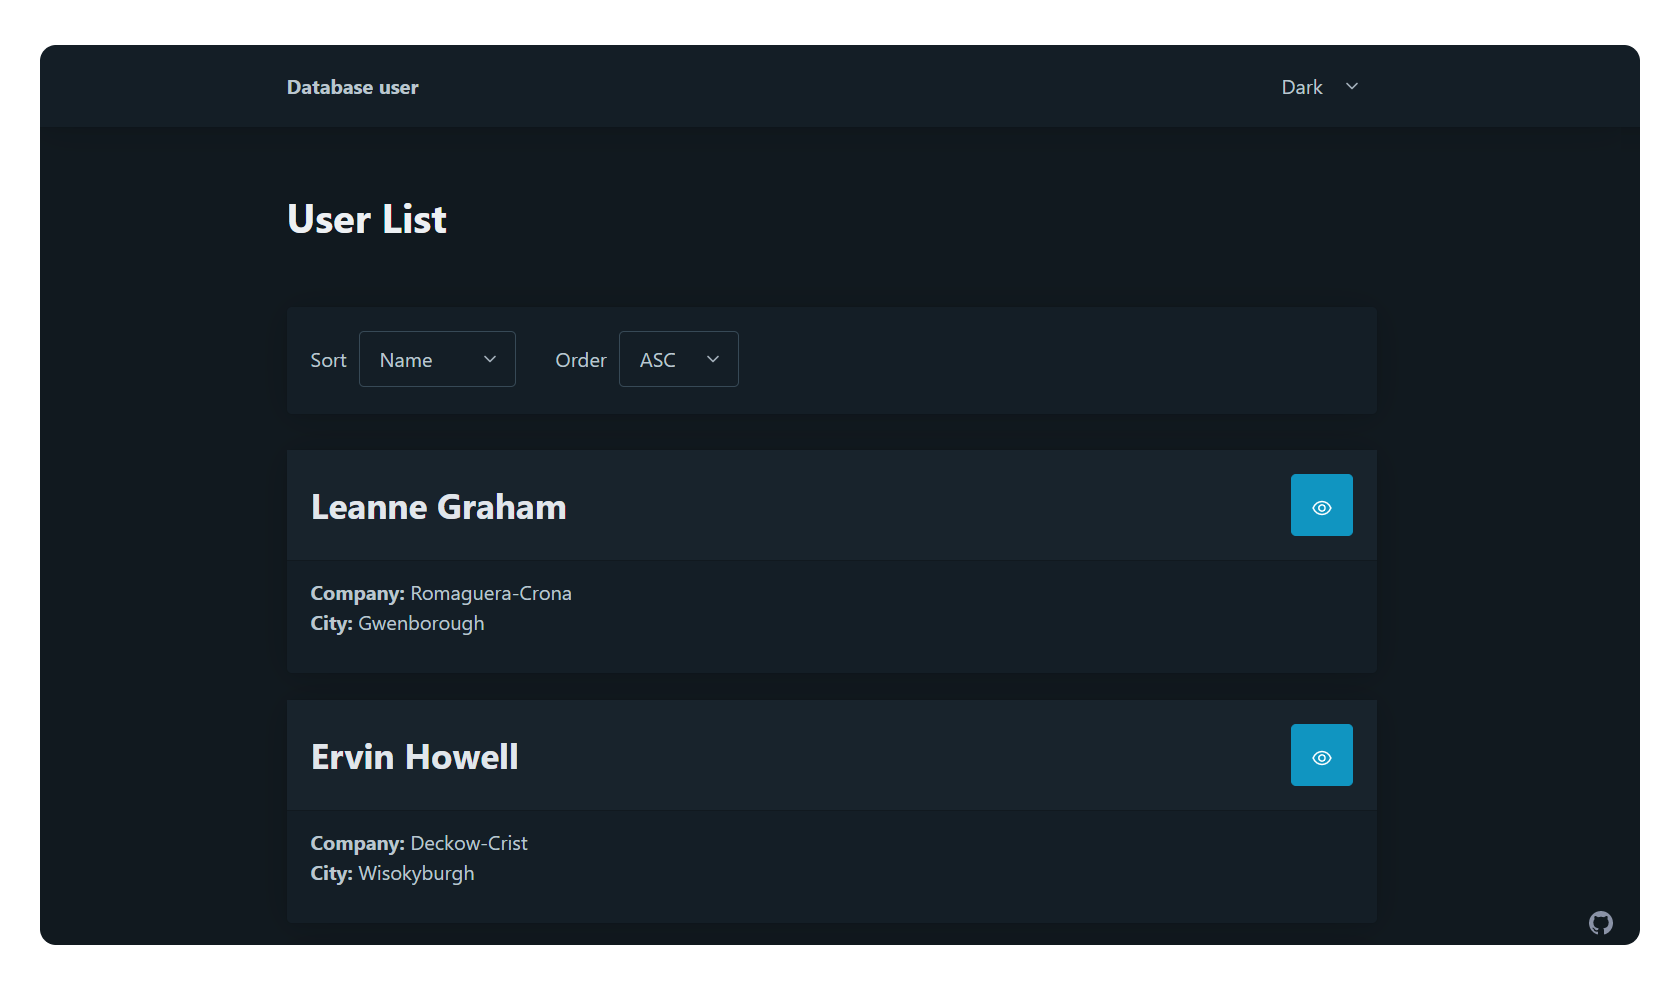 Database user Dark
User List
Sort Name Order ASC
Leanne Graham
Company: Romaguera-Crona
City: Gwenborough
Ervin Howell
Company: Deckow-Crist
City: Wisokyburgh